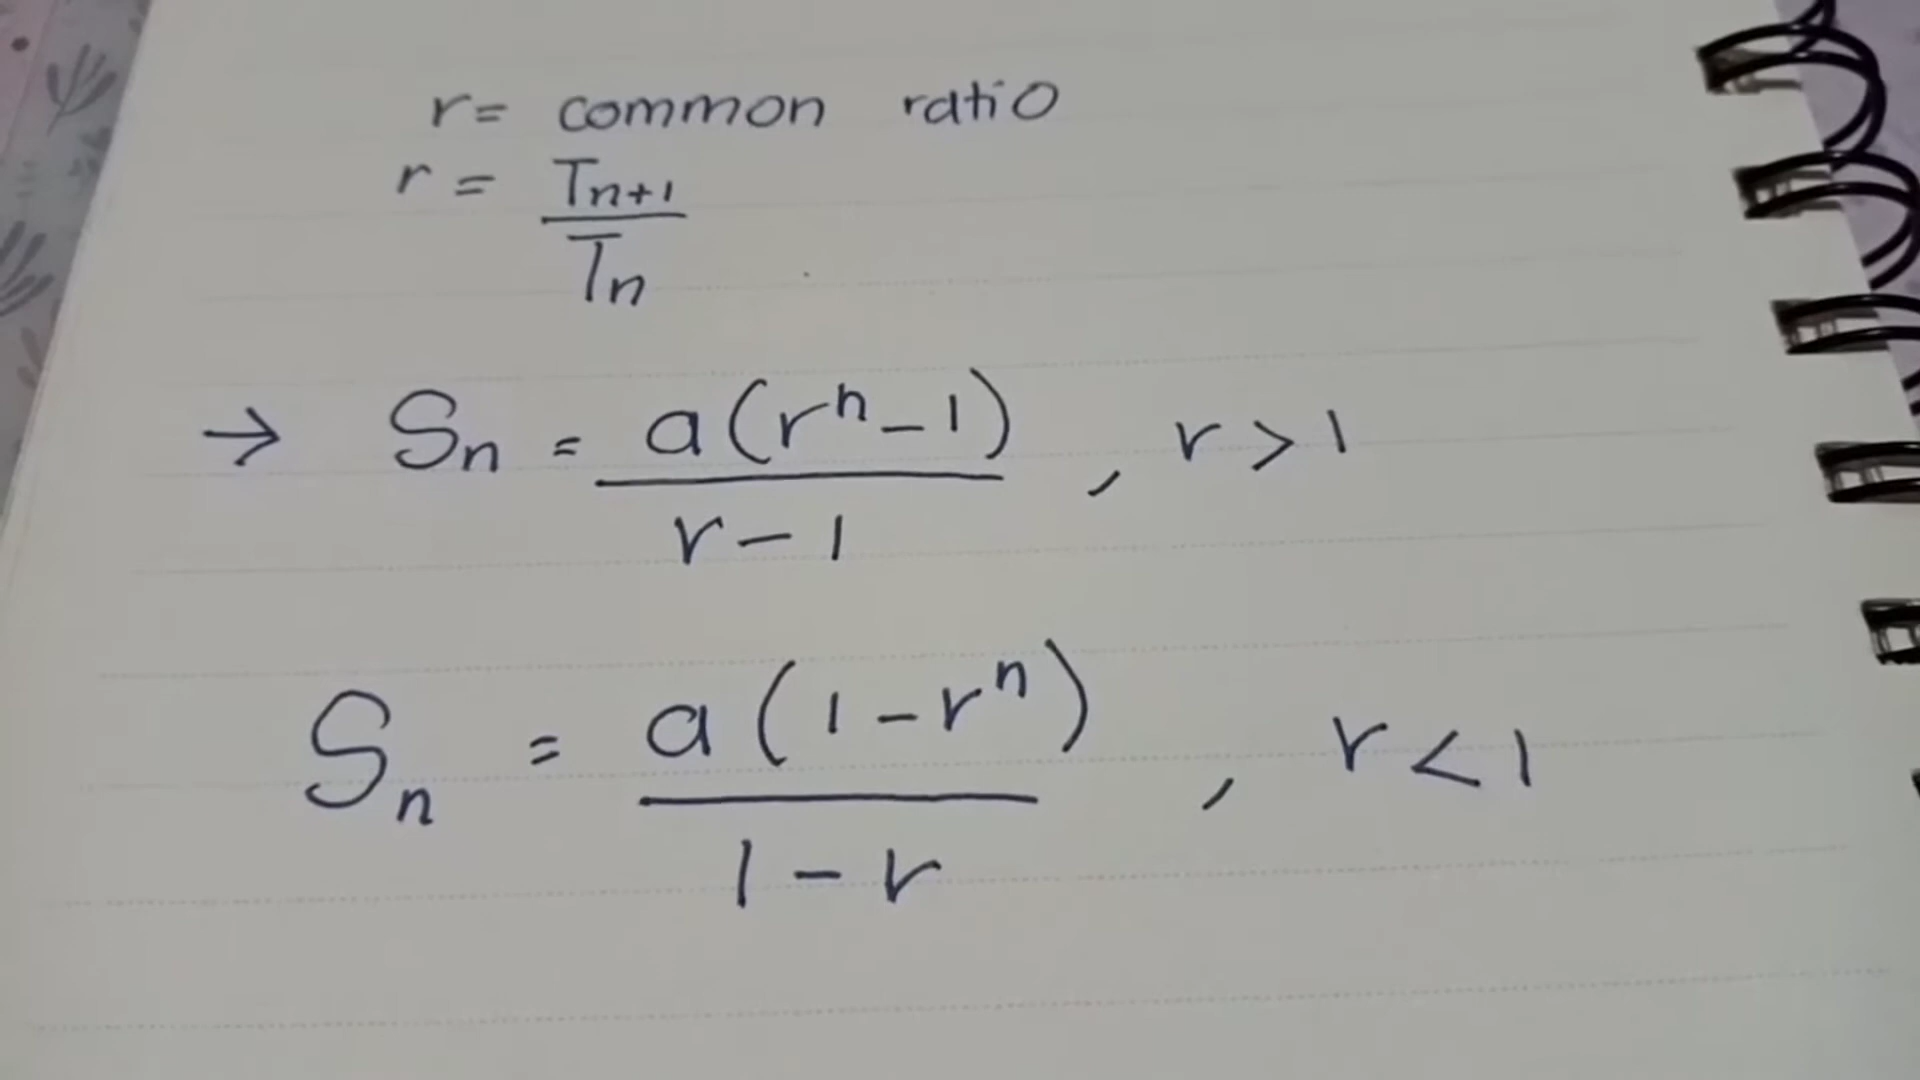 r = common ratio
r = Tn+1 / Tn
→ Sn = a(rⁿ - 1) / r - 1 , r > 1
Sn = a(1 - rⁿ) / 1 - r , r < 1